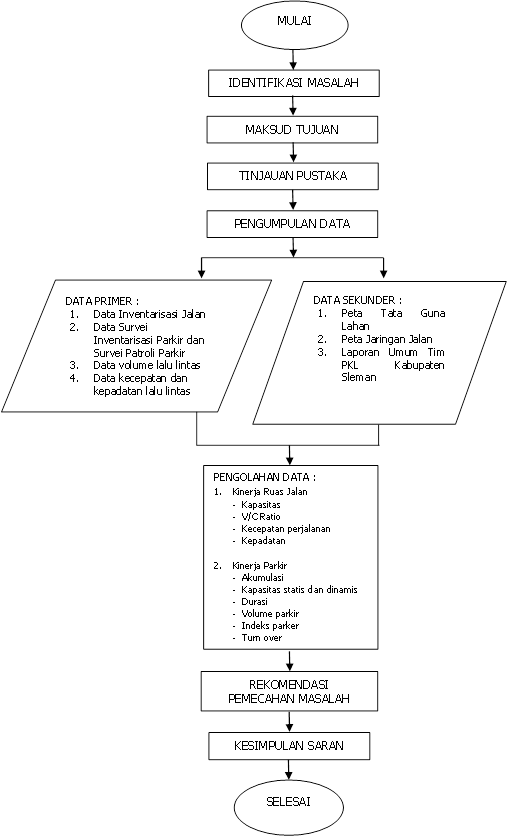 MULAI
IDENTIFIKASI MASALAH
MAKSUD TUJUAN
TINJAUAN PUSTAKA
PENGUMPULAN DATA
DATA PRIMER :
1. Data Inventarisasi Jalan
2. Data Survei
Inventarisasi Parkir dan
Survei Patroli Parkir
3. Data volume lalu lintas
4. Data kecepatan dan
kepadatan lalu lintas
DATA SEKUNDER :
1. Peta Tata Guna
Lahan
2. Peta Jaringan Jalan
3. Laporan Umum Tim
PKL Kabupaten
Sleman
PENGOLAHAN DATA :
1. Kinerja Ruas Jalan
- Kapasitas
- V/C Ratio
- Kecepatan perjalanan
- Kepadatan
2. Kinerja Parkir
- Akumulasi
- Kapasitas statis dan dinamis
- Durasi
- Volume parkir
- Indeks parker
- Turn over
REKOMENDASI
PEMECAHAN MASALAH
KESIMPULAN SARAN
SELESAI